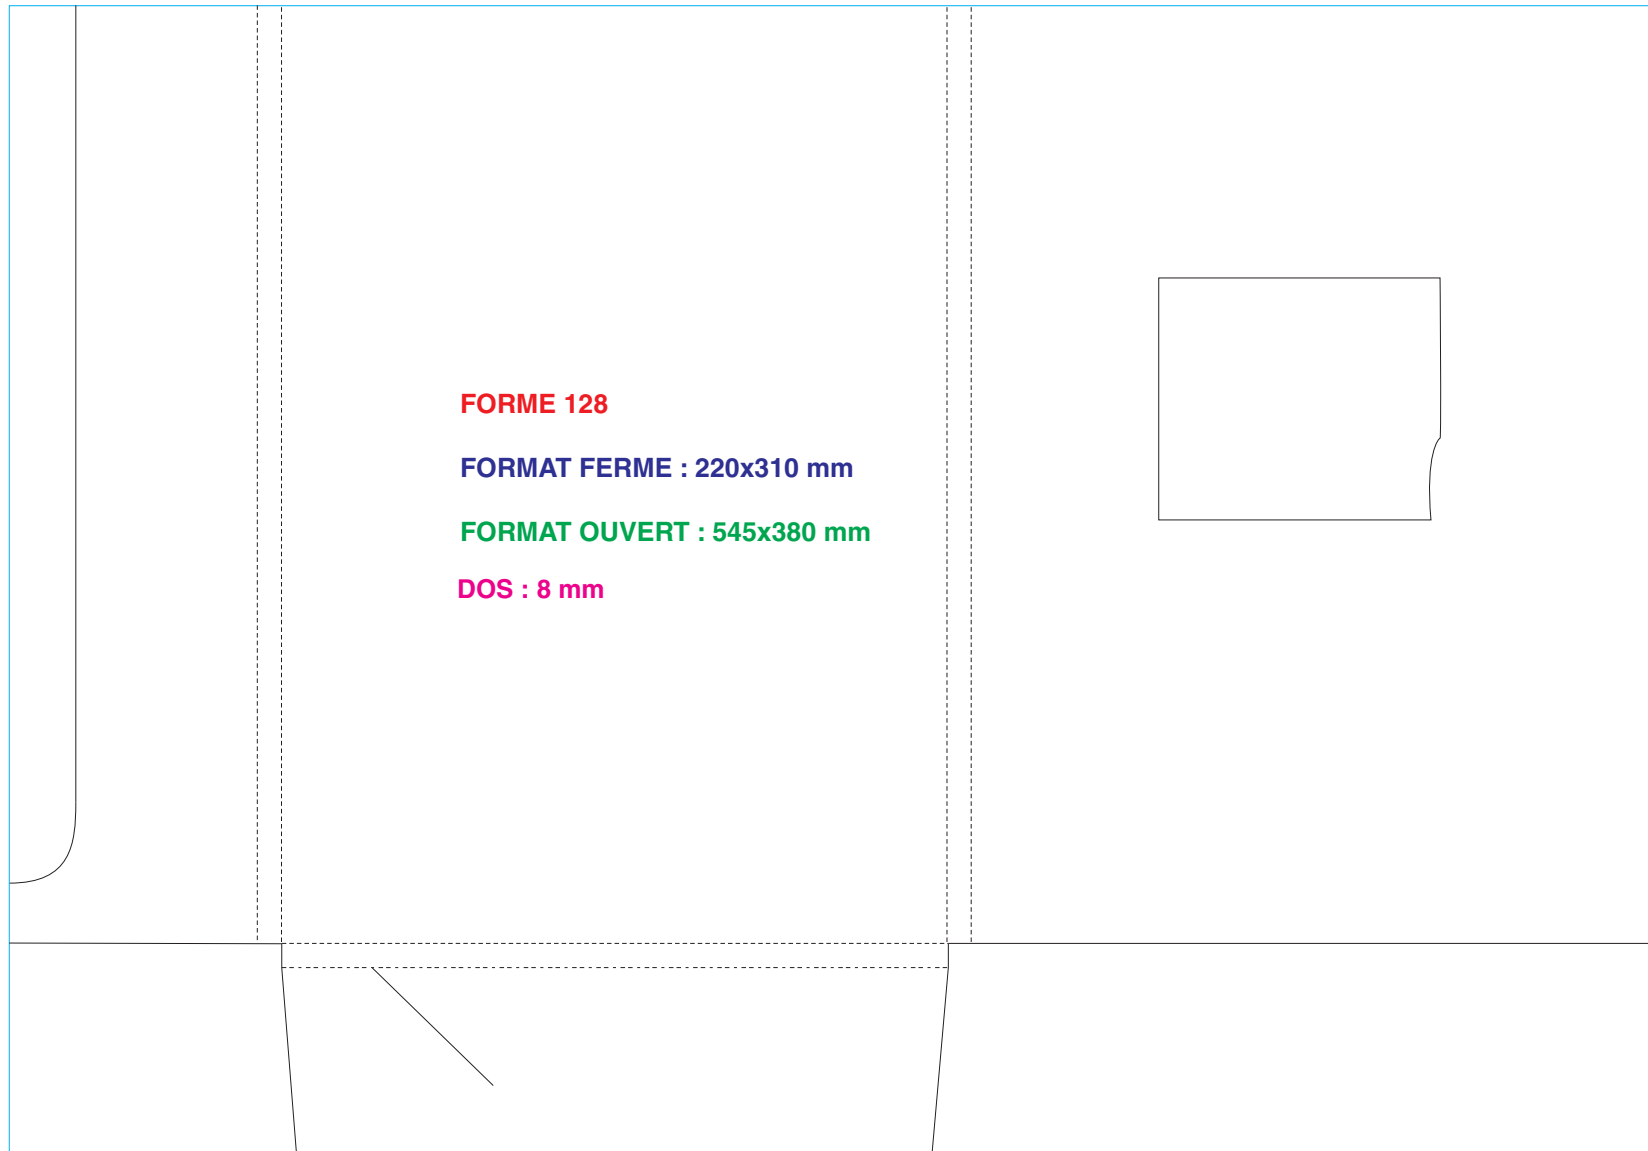 FORME 128
FORMAT FERME : 220x310 mm
FORMAT OUVERT : 545x380 mm
DOS : 8 mm